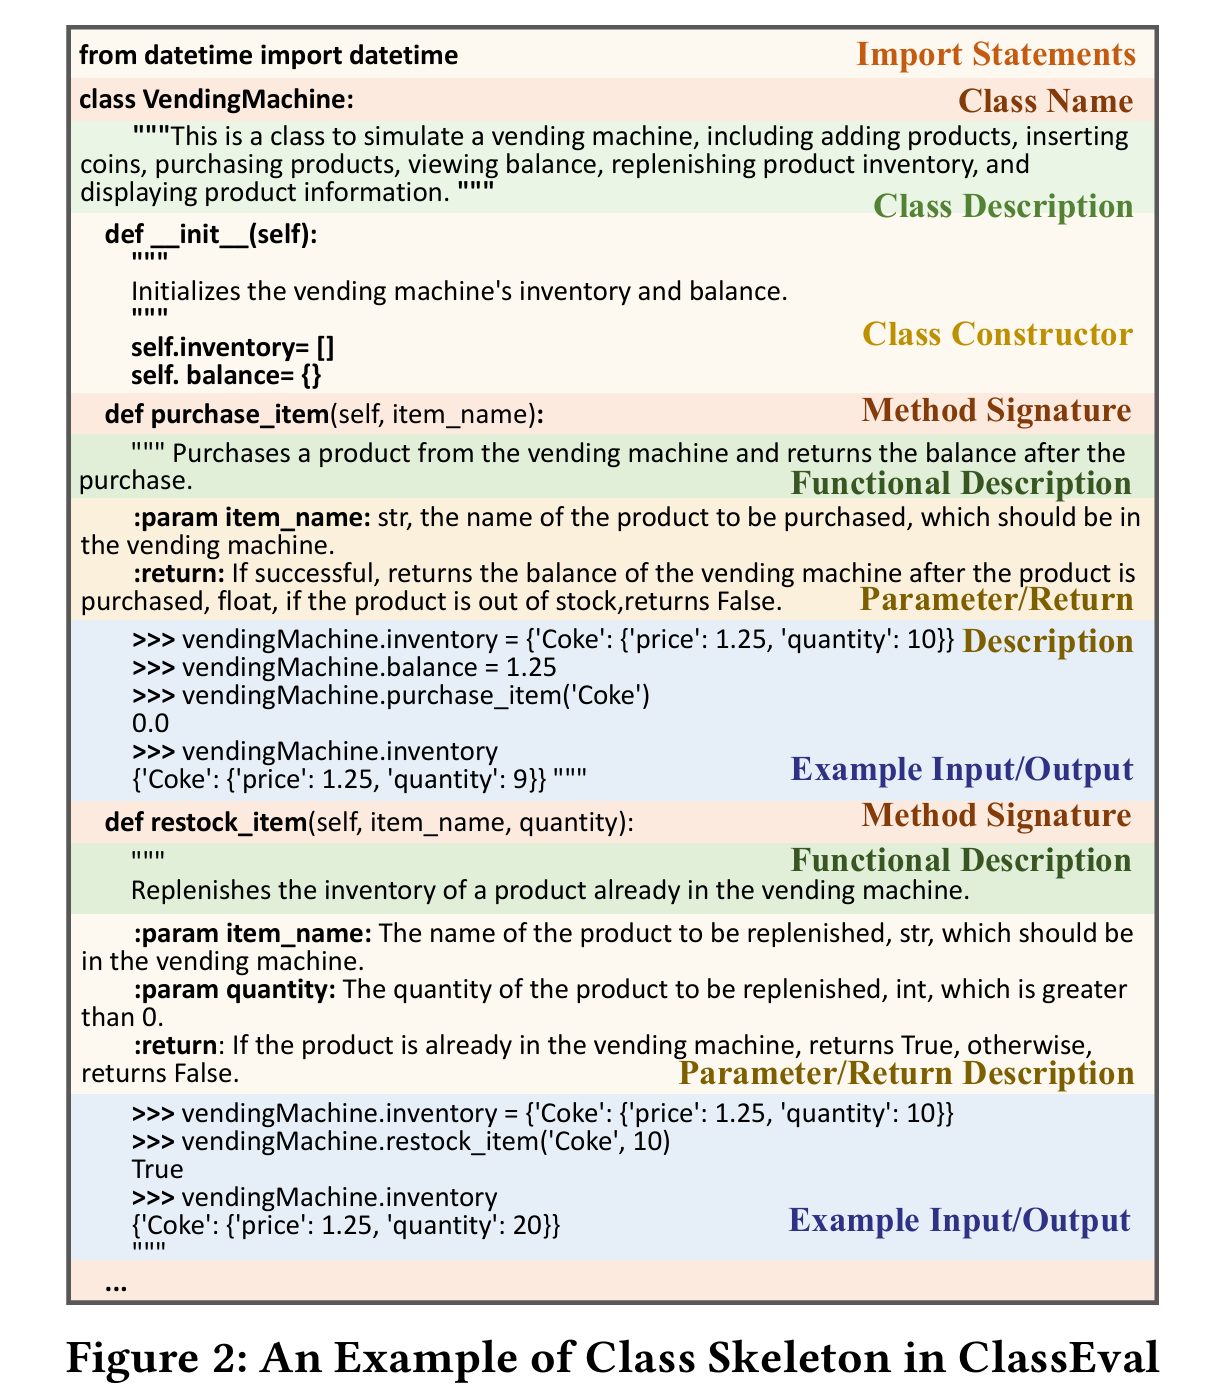 from datetime import datetime Import Statements
class VendingMachine: Class Name
"""This is a class to simulate a vending machine, including adding products, inserting
coins, purchasing products, viewing balance, replenishing product inventory, and
displaying product information. """
Class Description
def __init__(self):
"""
Initializes the vending machine's inventory and balance.
"""
Class Constructor
self.inventory= []
self. balance= {}
def purchase_item(self, item_name): Method Signature
""" Purchases a product from the vending machine and returns the balance after the
purchase. Functional Description
:param item_name: str, the name of the product to be purchased, which should be in
the vending machine.
:return: If successful, returns the balance of the vending machine after the product is
purchased, float, if the product is out of stock,returns False. Parameter/Return
>>> vendingMachine.inventory = {'Coke': {'price': 1.25, 'quantity': 10}} Description
>>> vendingMachine.balance = 1.25
>>> vendingMachine.purchase_item('Coke')
0.0
>>> vendingMachine.inventory
{'Coke': {'price': 1.25, 'quantity': 9}} """ Example Input/Output
def restock_item(self, item_name, quantity): Method Signature
""" Functional Description
Replenishes the inventory of a product already in the vending machine.
:param item_name: The name of the product to be replenished, str, which should be
in the vending machine.
:param quantity: The quantity of the product to be replenished, int, which is greater
than 0.
:return: If the product is already in the vending machine, returns True, otherwise,
returns False. Parameter/Return Description
>>> vendingMachine.inventory = {'Coke': {'price': 1.25, 'quantity': 10}}
>>> vendingMachine.restock_item('Coke', 10)
True
>>> vendingMachine.inventory
{'Coke': {'price': 1.25, 'quantity': 20}} Example Input/Output
"""
...
Figure 2: An Example of Class Skeleton in ClassEval